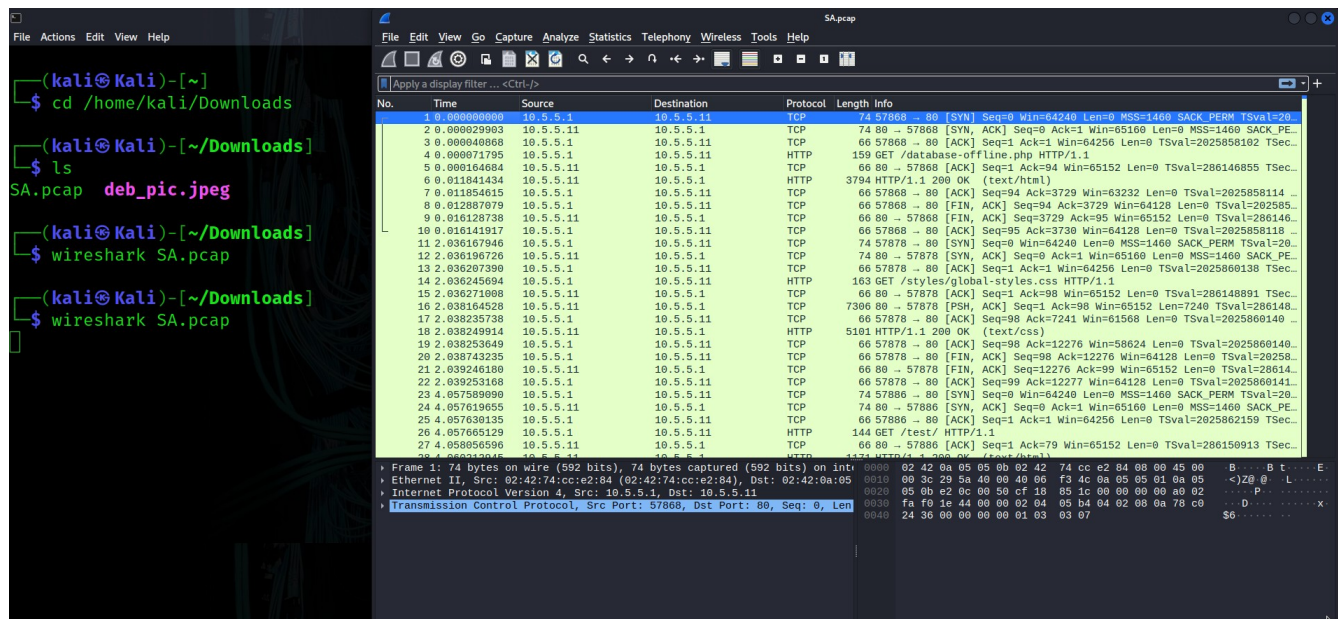 File Actions Edit View Help
┌──(kali㉿Kali)-[~]
└─$ cd /home/kali/Downloads
┌──(kali㉿Kali)-[~/Downloads]
└─$ ls
SA.pcap deb_pic.jpeg
┌──(kali㉿Kali)-[~/Downloads]
└─$ wireshark SA.pcap
┌──(kali㉿Kali)-[~/Downloads]
└─$ wireshark SA.pcap
SA.pcap
File Edit View Go Capture Analyze Statistics Telephony Wireless Tools Help
Apply a display filter ... <Ctrl-/>
No. Time Source Destination Protocol Length Info
1 0.000000000 10.5.5.1 10.5.5.11 TCP 74 57868 → 80 [SYN] Seq=0 Win=64240 Len=0 MSS=1460 SACK_PERM TSval=20…
2 0.000029903 10.5.5.11 10.5.5.1 TCP 74 80 → 57868 [SYN, ACK] Seq=0 Ack=1 Win=65160 Len=0 MSS=1460 SACK_PE…
3 0.000040868 10.5.5.1 10.5.5.11 TCP 66 57868 → 80 [ACK] Seq=1 Ack=1 Win=64256 Len=0 TSval=2025858102 TSec…
4 0.000071795 10.5.5.1 10.5.5.11 HTTP 159 GET /database-offline.php HTTP/1.1
5 0.000164684 10.5.5.11 10.5.5.1 TCP 66 80 → 57868 [ACK] Seq=1 Ack=94 Win=65152 Len=0 TSval=286146855 TSec…
6 0.011841434 10.5.5.11 10.5.5.1 HTTP 3794 HTTP/1.1 200 OK (text/html)
7 0.011854615 10.5.5.1 10.5.5.11 TCP 66 57868 → 80 [ACK] Seq=94 Ack=3729 Win=63232 Len=0 TSval=2025858114 …
8 0.012887079 10.5.5.1 10.5.5.11 TCP 66 57868 → 80 [FIN, ACK] Seq=94 Ack=3729 Win=64128 Len=0 TSval=202585…
9 0.016128738 10.5.5.11 10.5.5.1 TCP 66 80 → 57868 [FIN, ACK] Seq=3729 Ack=95 Win=65152 Len=0 TSval=286146…
10 0.016141917 10.5.5.1 10.5.5.11 TCP 66 57868 → 80 [ACK] Seq=95 Ack=3730 Win=64128 Len=0 TSval=2025858118 …
11 2.036167946 10.5.5.1 10.5.5.11 TCP 74 57878 → 80 [SYN] Seq=0 Win=64240 Len=0 MSS=1460 SACK_PERM TSval=20…
12 2.036196726 10.5.5.11 10.5.5.1 TCP 74 80 → 57878 [SYN, ACK] Seq=0 Ack=1 Win=65160 Len=0 MSS=1460 SACK_PE…
13 2.036207390 10.5.5.1 10.5.5.11 TCP 66 57878 → 80 [ACK] Seq=1 Ack=1 Win=64256 Len=0 TSval=2025860138 TSec…
14 2.036245694 10.5.5.1 10.5.5.11 HTTP 163 GET /styles/global-styles.css HTTP/1.1
15 2.036271008 10.5.5.11 10.5.5.1 TCP 66 80 → 57878 [ACK] Seq=1 Ack=98 Win=65152 Len=0 TSval=286148891 TSec…
16 2.038164528 10.5.5.11 10.5.5.1 TCP 7306 80 → 57878 [PSH, ACK] Seq=1 Ack=98 Win=65152 Len=7240 TSval=286148…
17 2.038235738 10.5.5.1 10.5.5.11 TCP 66 57878 → 80 [ACK] Seq=98 Ack=7241 Win=61568 Len=0 TSval=2025860140 …
18 2.038249914 10.5.5.11 10.5.5.1 HTTP 5101 HTTP/1.1 200 OK (text/css)
19 2.038253649 10.5.5.1 10.5.5.11 TCP 66 57878 → 80 [ACK] Seq=98 Ack=12276 Win=58624 Len=0 TSval=2025860140…
20 2.038743235 10.5.5.1 10.5.5.11 TCP 66 57878 → 80 [FIN, ACK] Seq=98 Ack=12276 Win=64128 Len=0 TSval=20258…
21 2.039246180 10.5.5.11 10.5.5.1 TCP 66 80 → 57878 [FIN, ACK] Seq=12276 Ack=99 Win=65152 Len=0 TSval=28614…
22 2.039253168 10.5.5.1 10.5.5.11 TCP 66 57878 → 80 [ACK] Seq=99 Ack=12277 Win=64128 Len=0 TSval=2025860141…
23 4.057589090 10.5.5.1 10.5.5.11 TCP 74 57886 → 80 [SYN] Seq=0 Win=64240 Len=0 MSS=1460 SACK_PERM TSval=20…
24 4.057619655 10.5.5.11 10.5.5.1 TCP 74 80 → 57886 [SYN, ACK] Seq=0 Ack=1 Win=65160 Len=0 MSS=1460 SACK_PE…
25 4.057630135 10.5.5.1 10.5.5.11 TCP 66 57886 → 80 [ACK] Seq=1 Ack=1 Win=64256 Len=0 TSval=2025862159 TSec…
26 4.057665129 10.5.5.1 10.5.5.11 HTTP 144 GET /test/ HTTP/1.1
27 4.058056596 10.5.5.11 10.5.5.1 TCP 66 80 → 57886 [ACK] Seq=1 Ack=79 Win=65152 Len=0 TSval=286150913 TSec…
Frame 1: 74 bytes on wire (592 bits), 74 bytes captured (592 bits) on inte
Ethernet II, Src: 02:42:74:cc:e2:84 (02:42:74:cc:e2:84), Dst: 02:42:0a:05
Internet Protocol Version 4, Src: 10.5.5.1, Dst: 10.5.5.11
Transmission Control Protocol, Src Port: 57868, Dst Port: 80, Seq: 0, Len
0000 02 42 0a 05 05 0b 02 42 74 cc e2 84 08 00 45 00 ·B·····B t·····E·
0010 00 3c 29 5a 40 00 40 06 f3 4c 0a 05 05 01 0a 05 ·<)Z@·@· ·L······
0020 05 0b e2 0c 00 50 cf 18 85 1c 00 00 00 00 a0 02 ·····P·· ········
0030 fa f0 1e 44 00 00 02 04 05 b4 04 02 08 0a 78 c0 ···D···· ······x·
0040 24 36 00 00 00 00 01 03 03 07 $6······ ··